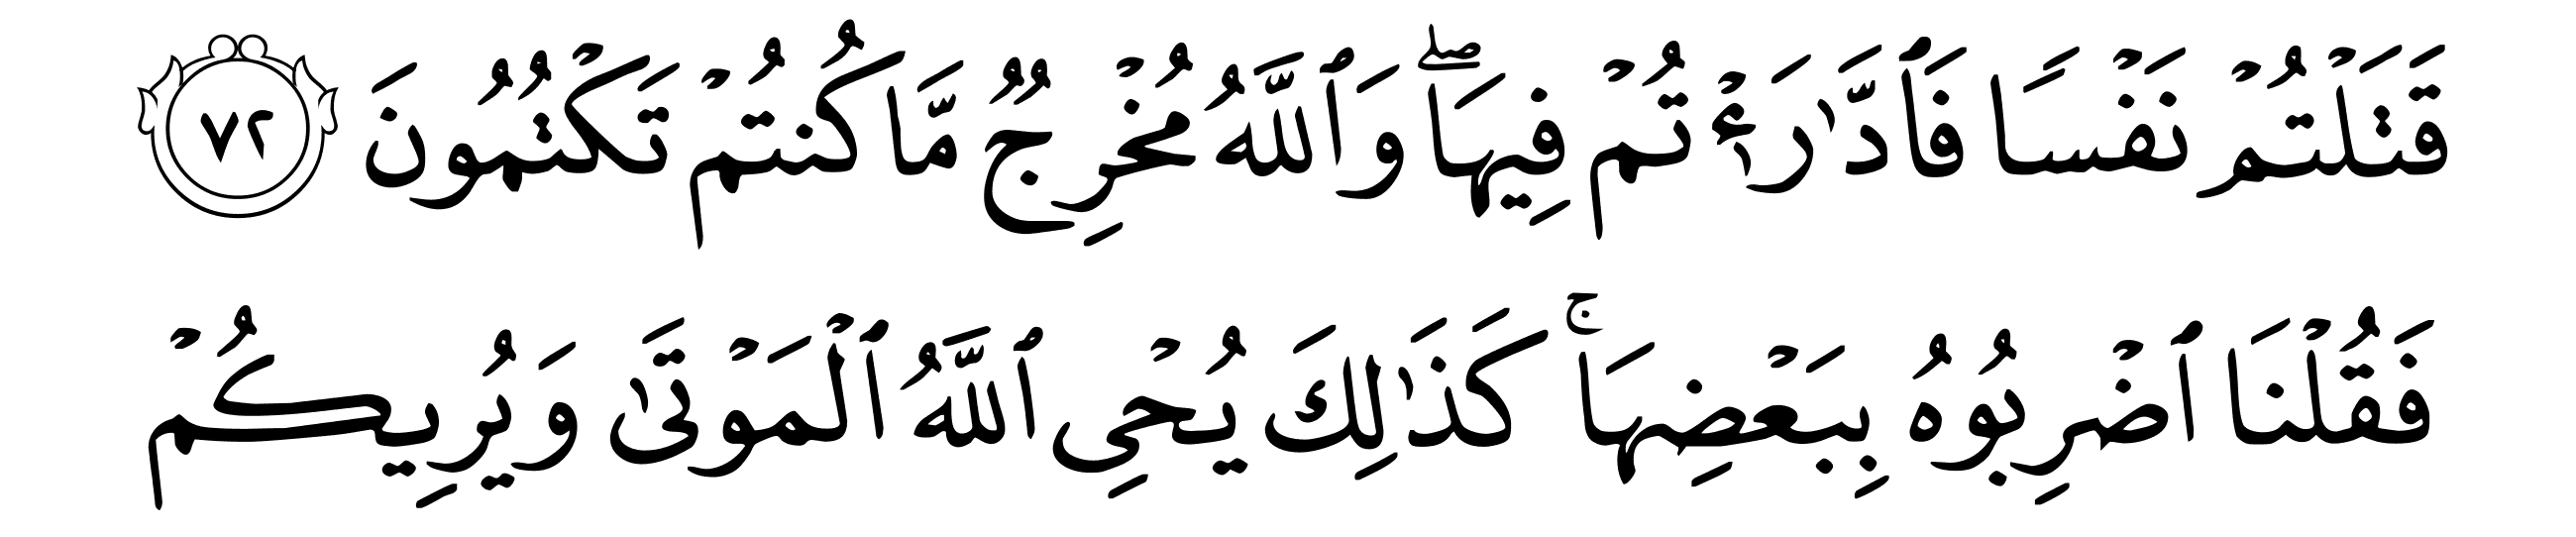 قَتَلۡتُمۡ نَفۡسٗا فَٱدَّٰرَٰٔۡتُمۡ فِيهَاۖ وَٱللَّهُ مُخۡرِجٞ مَّا كُنتُمۡ تَكۡتُمُونَ ٧٢
فَقُلۡنَا ٱضۡرِبُوهُ بِبَعۡضِهَاۚ كَذَٰلِكَ يُحۡيِ ٱللَّهُ ٱلۡمَوۡتَىٰ وَيُرِيكُمۡ